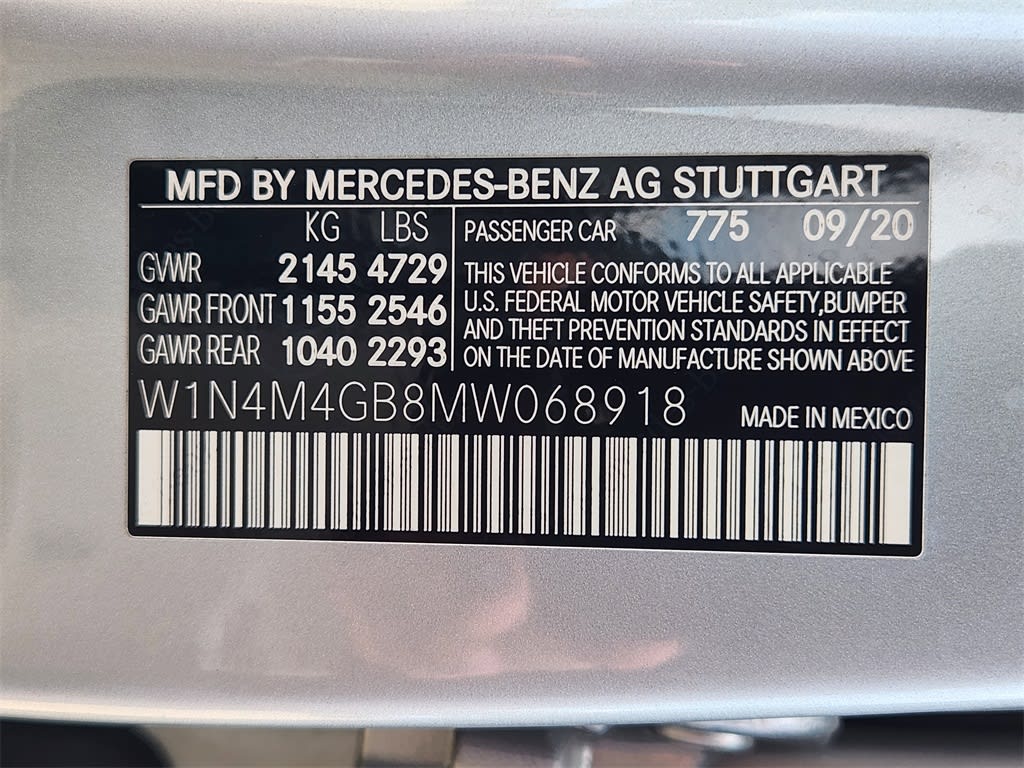 MFD BY MERCEDES-BENZ AG STUTTGART
KG LBS
GVWR 2145 4729
GAWR FRONT 1155 2546
GAWR REAR 1040 2293
PASSENGER CAR 775 09/20
THIS VEHICLE CONFORMS TO ALL APPLICABLE
U.S. FEDERAL MOTOR VEHICLE SAFETY,BUMPER
AND THEFT PREVENTION STANDARDS IN EFFECT
ON THE DATE OF MANUFACTURE SHOWN ABOVE
W1N4M4GB8MW068918 MADE IN MEXICO